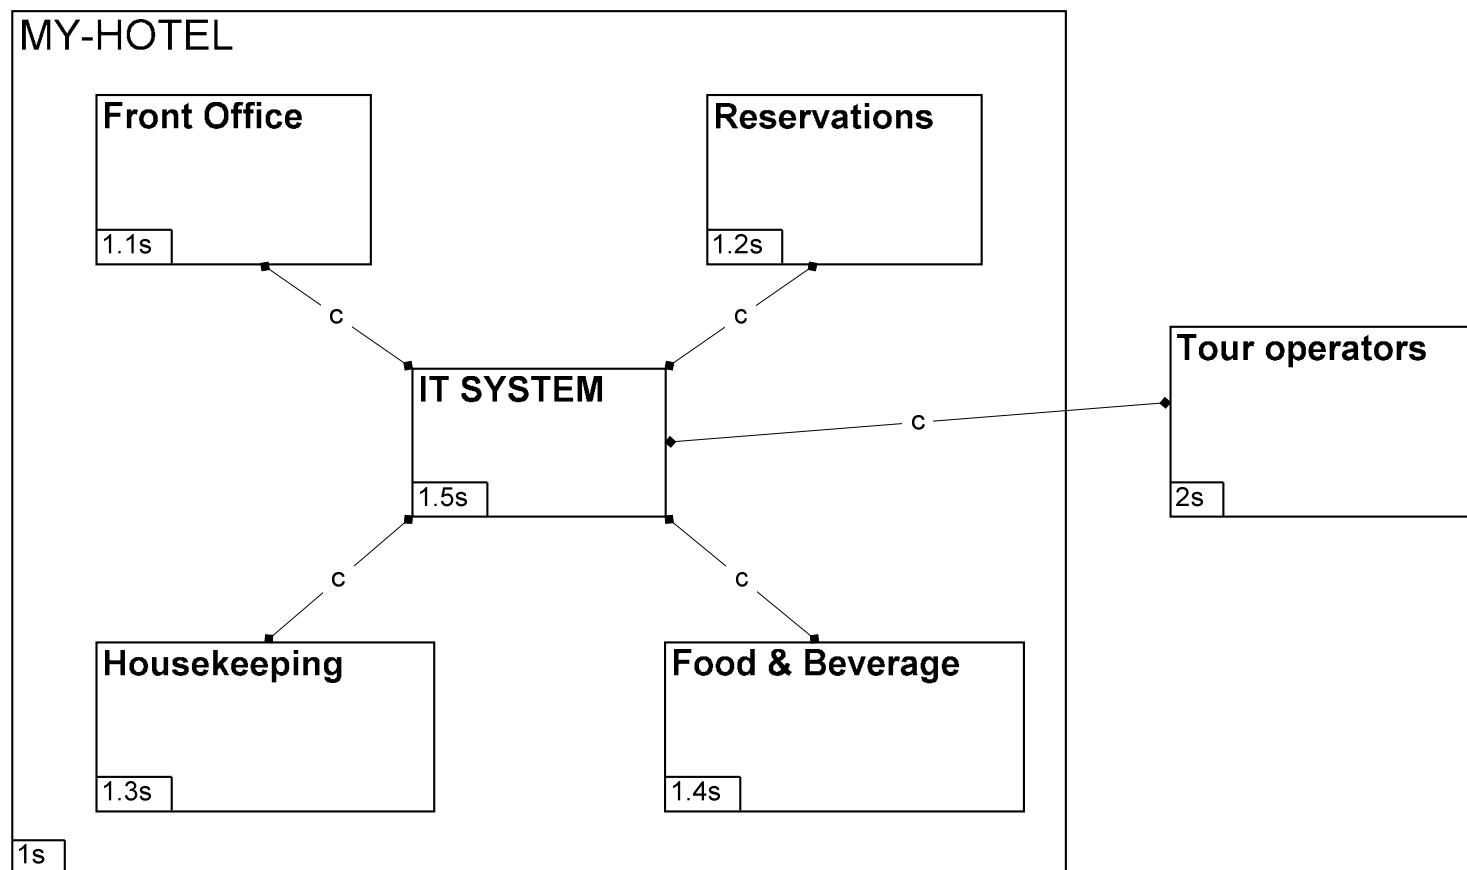 MY-HOTEL
Front Office
1.1s
Reservations
1.2s
c
c
Tour operators
2s
c
IT SYSTEM
1.5s
c
c
Housekeeping
1.3s
Food & Beverage
1.4s
1s